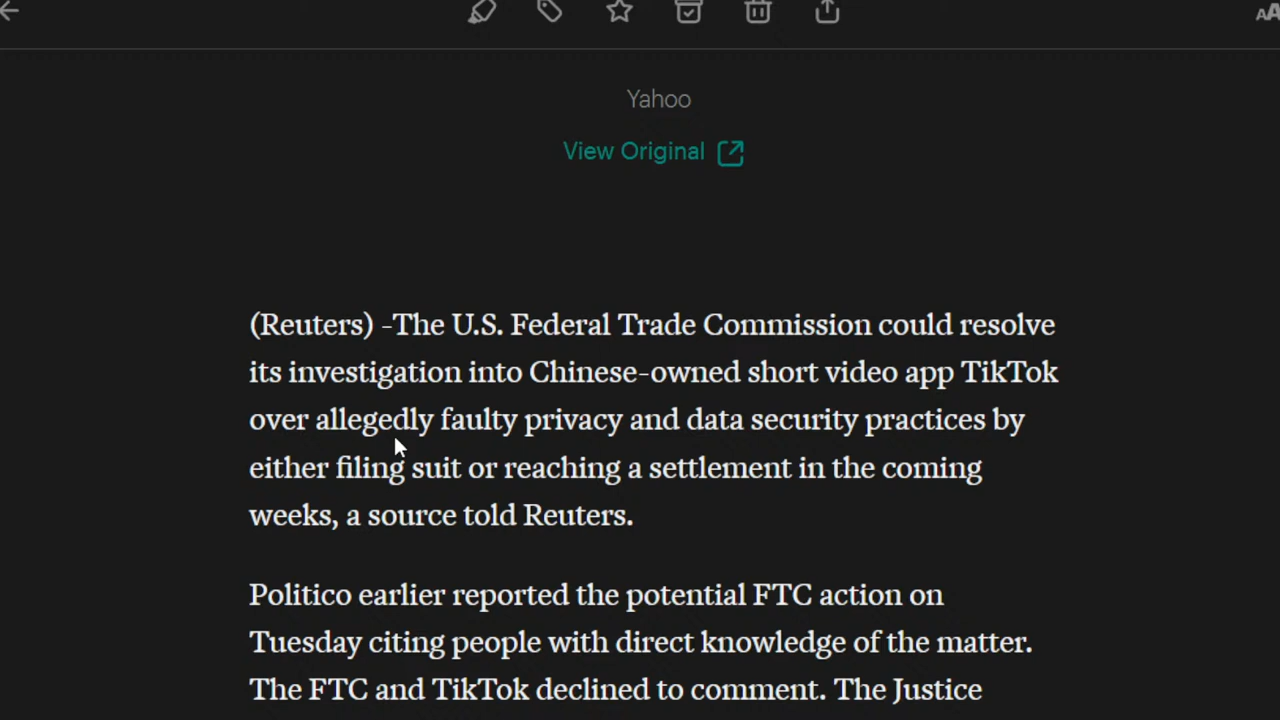 AA
Yahoo
View Original
(Reuters) -The U.S. Federal Trade Commission could resolve
its investigation into Chinese-owned short video app TikTok
over allegedly faulty privacy and data security practices by
either filing suit or reaching a settlement in the coming
weeks, a source told Reuters.
Politico earlier reported the potential FTC action on
Tuesday citing people with direct knowledge of the matter.
The FTC and TikTok declined to comment. The Justice